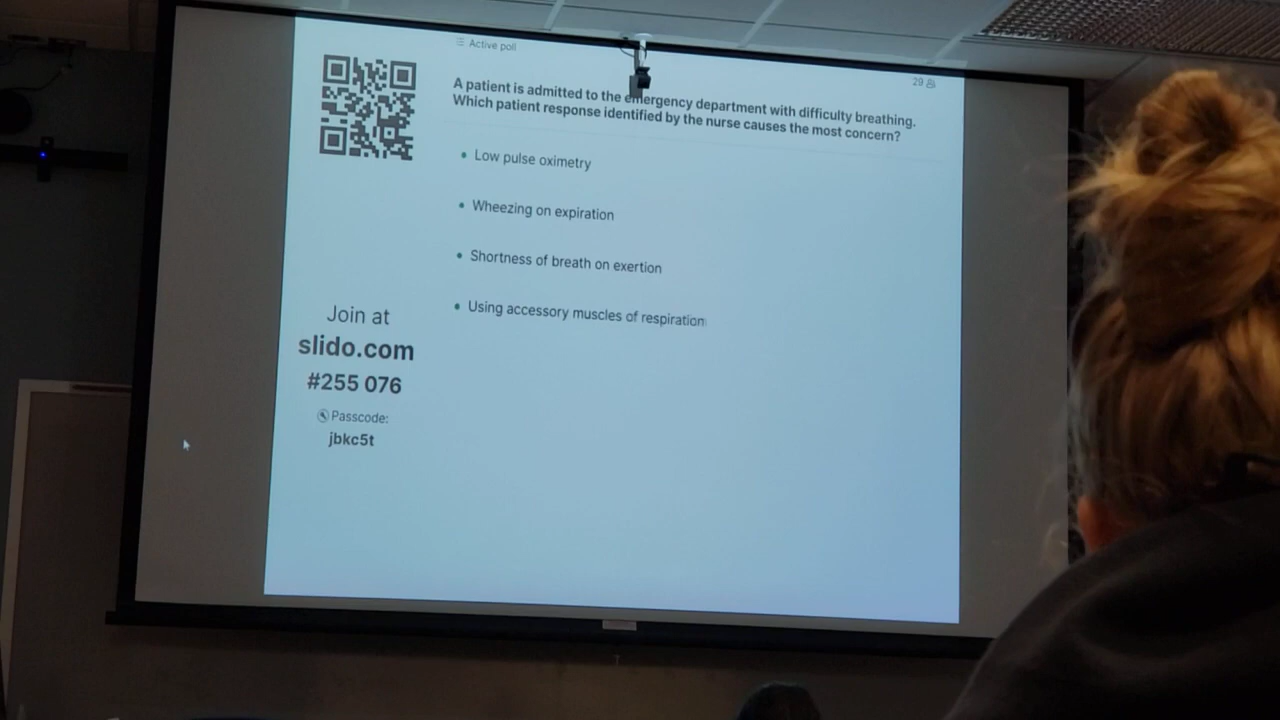 Active poll
29
A patient is admitted to the emergency department with difficulty breathing.
Which patient response identified by the nurse causes the most concern?
• Low pulse oximetry
• Wheezing on expiration
• Shortness of breath on exertion
• Using accessory muscles of respiration
Join at
slido.com
#255 076
Passcode:
jbkc5t